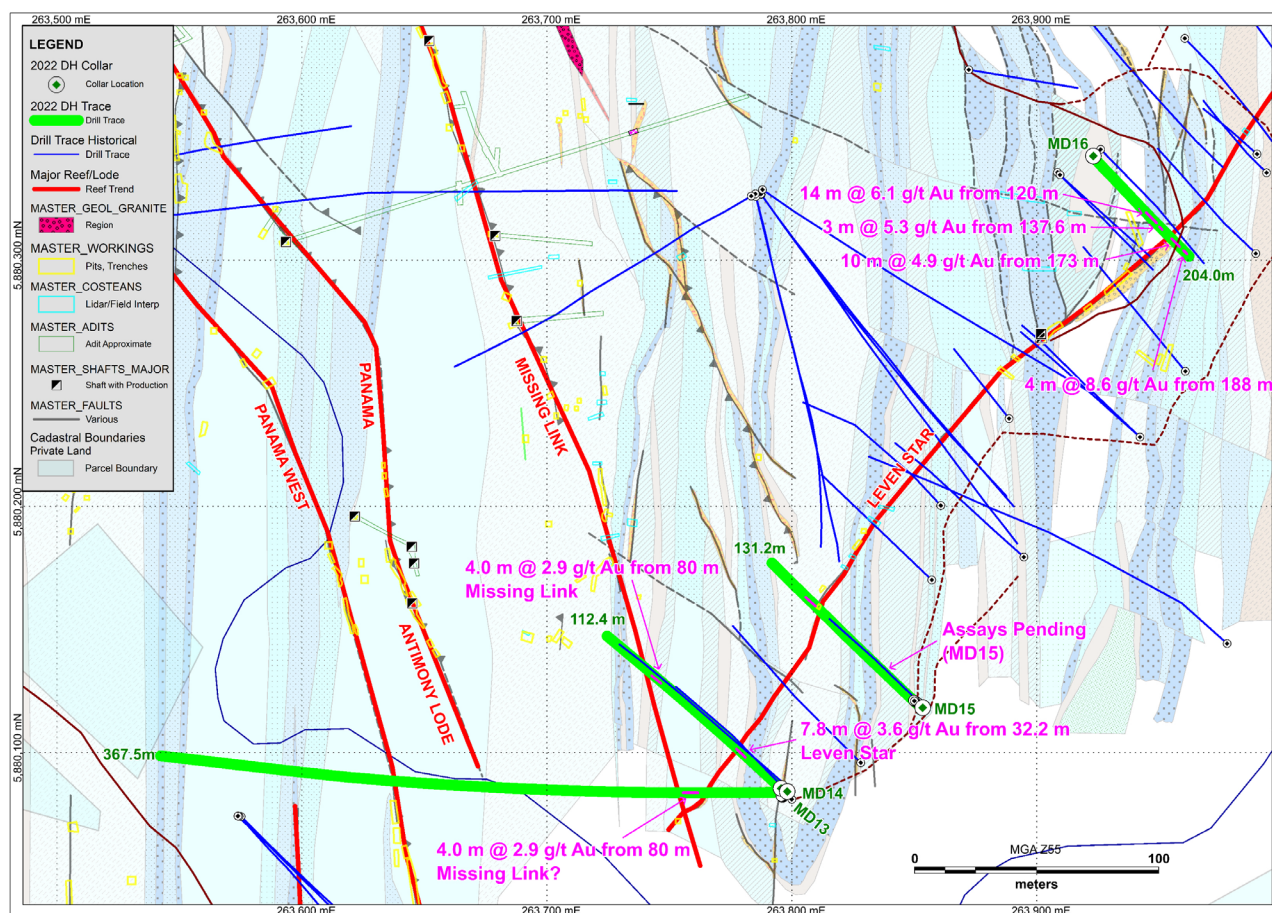 263,500 mE
263,600 mE
263,700 mE
263,800 mE
263,900 mE
LEGEND
2022 DH Collar
Collar Location
2022 DH Trace
Drill Trace
Drill Trace Historical
Drill Trace
Major Reef/Lode
Reef Trend
MASTER_GEOL_GRANITE
Region
MASTER_WORKINGS
Pits, Trenches
MASTER_COSTEANS
Lidar/Field Interp
MASTER_ADITS
Adit Approximate
MASTER_SHAFTS_MAJOR
Shaft with Production
MASTER_FAULTS
Various
Cadastral Boundaries
Private Land
Parcel Boundary
5,880,300 mN
5,880,200 mN
5,880,100 mN
MD16
14 m @ 6.1 g/t Au from 120 m
3 m @ 5.3 g/t Au from 137.6 m
10 m @ 4.9 g/t Au from 173 m
204.0m
4 m @ 8.6 g/t Au from 188 m
PANAMA WEST
PANAMA
MISSING LINK
LEVEN STAR
ANTIMONY LODE
4.0 m @ 2.9 g/t Au from 80 m
Missing Link
131.2m
112.4 m
Assays Pending
(MD15)
MD15
7.8 m @ 3.6 g/t Au from 32.2 m
Leven Star
367.5m
MD14
MD13
4.0 m @ 2.9 g/t Au from 80 m
Missing Link?
MGA Z55
0
100
meters
263,500 mE
263,600 mE
263,700 mE
263,800 mE
263,900 mE